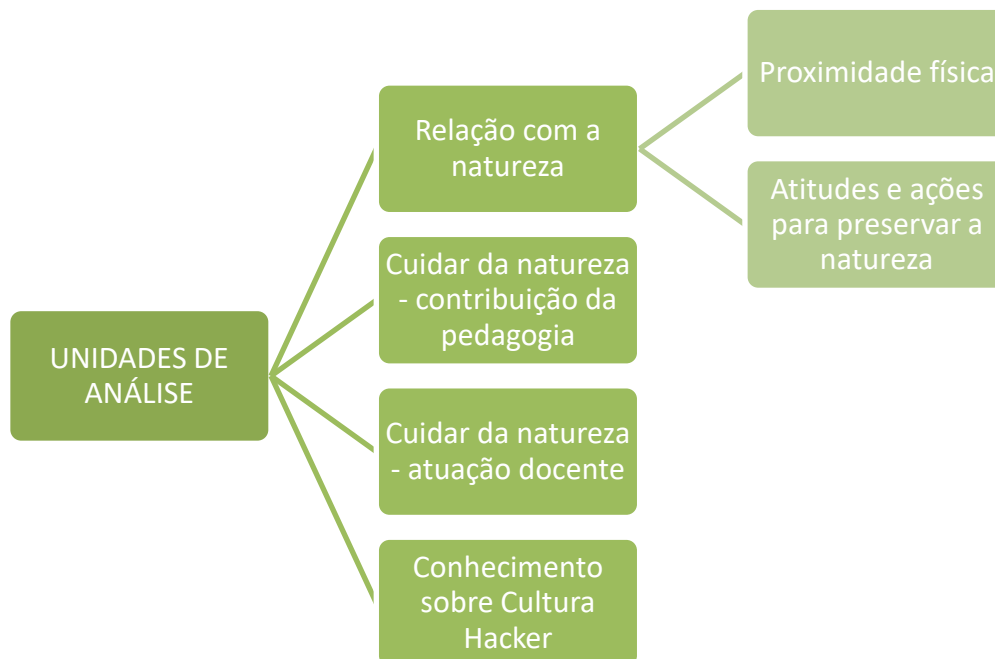 UNIDADES DE
ANÁLISE
Relação com a
natureza
Proximidade física
Atitudes e ações
para preservar a
natureza
Cuidar da natureza
- contribuição da
pedagogia
Cuidar da natureza
- atuação docente
Conhecimento
sobre Cultura
Hacker